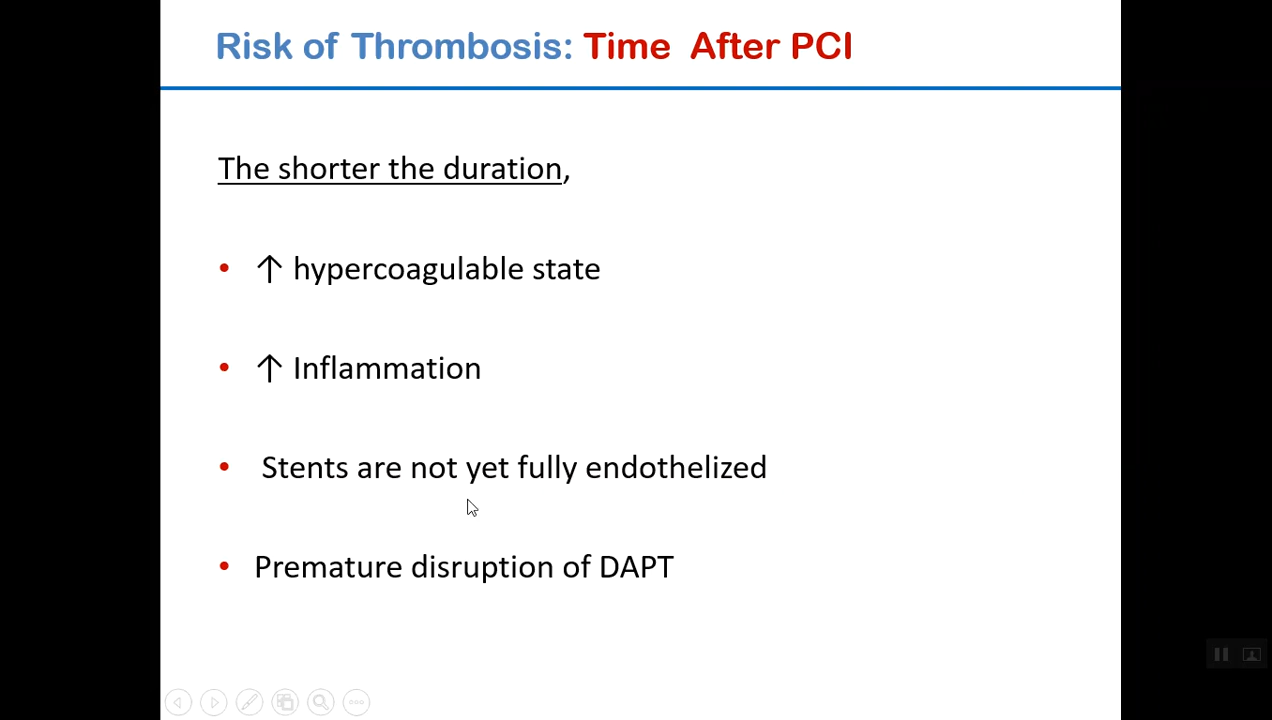 Risk of Thrombosis: Time After PCI
The shorter the duration,
• ↑ hypercoagulable state
• ↑ Inflammation
• Stents are not yet fully endothelized
• Premature disruption of DAPT